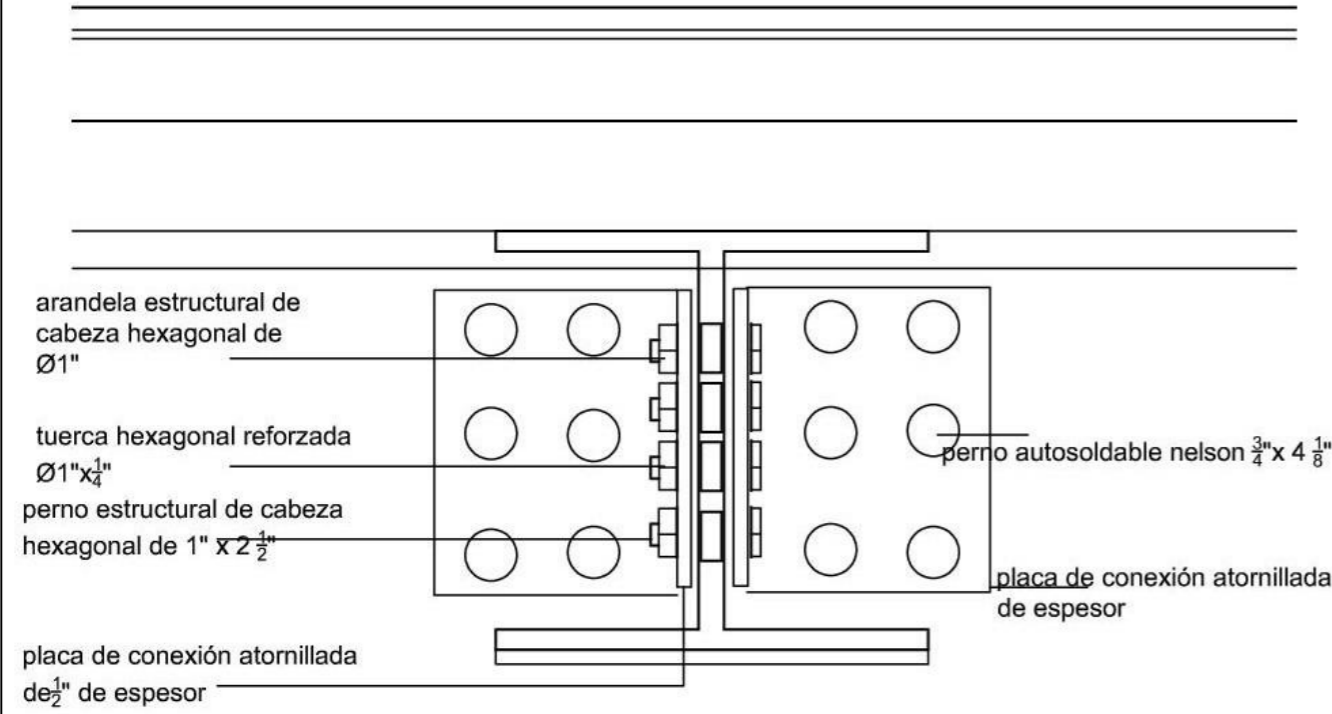 arandela estructural de
cabeza hexagonal de
Ø1"
tuerca hexagonal reforzada
Ø1"x1/4"
perno estructural de cabeza
hexagonal de 1" x 2 1/2"
placa de conexión atornillada
de1/2" de espesor
perno autosoldable nelson 3/4"x 4 1/8"
placa de conexión atornillada
de espesor